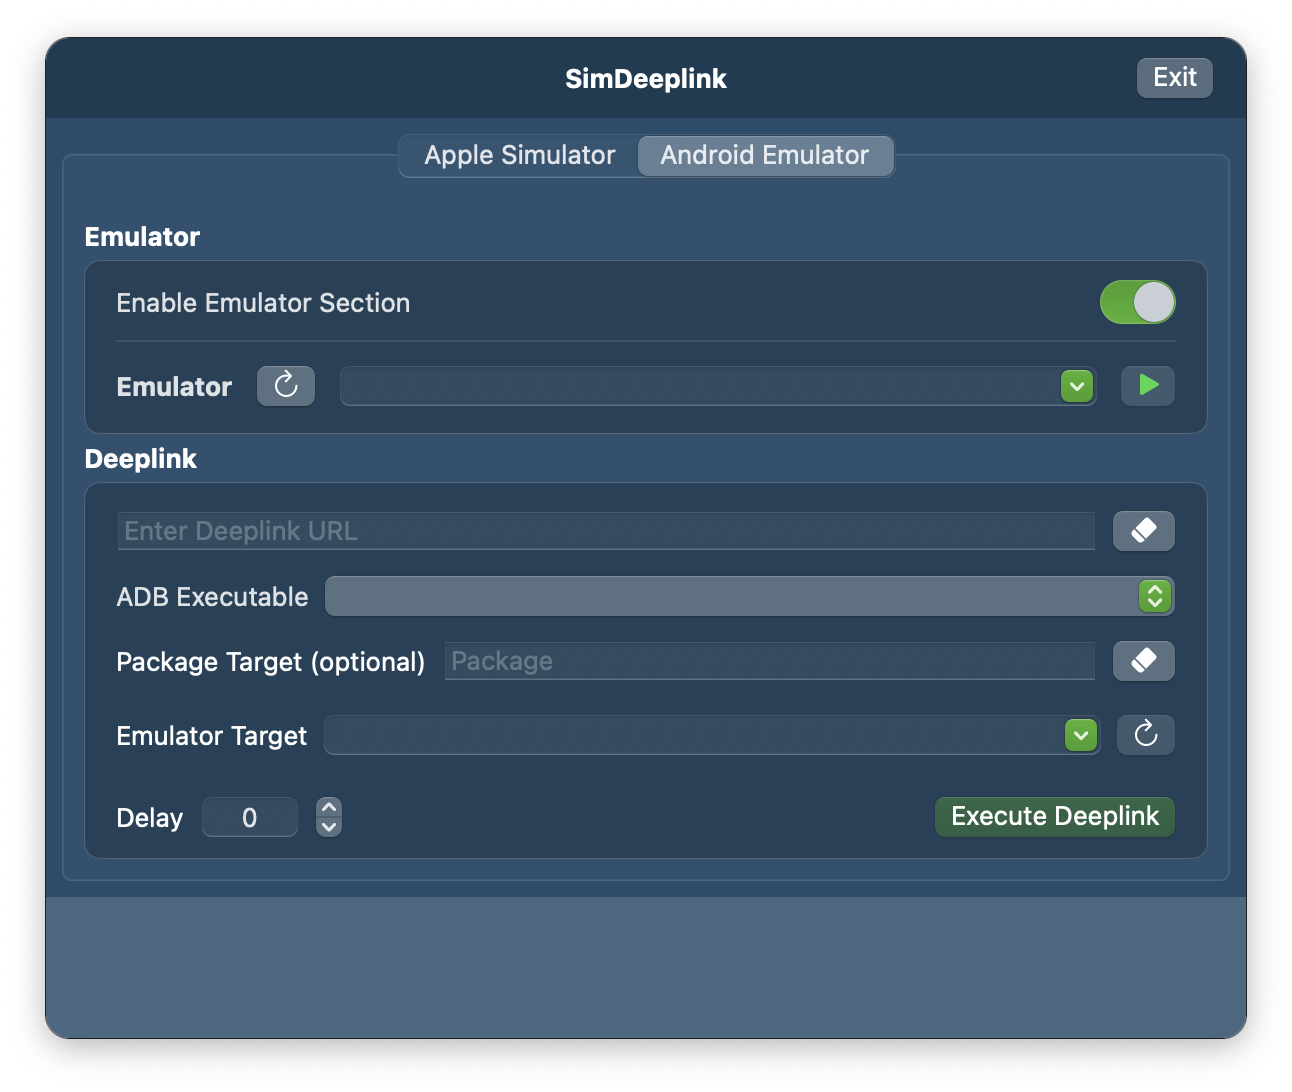 SimDeeplink
Exit
Apple Simulator
Android Emulator
Emulator
Enable Emulator Section
Emulator
Deeplink
Enter Deeplink URL
ADB Executable
Package Target (optional)
Package
Emulator Target
Delay
0
Execute Deeplink